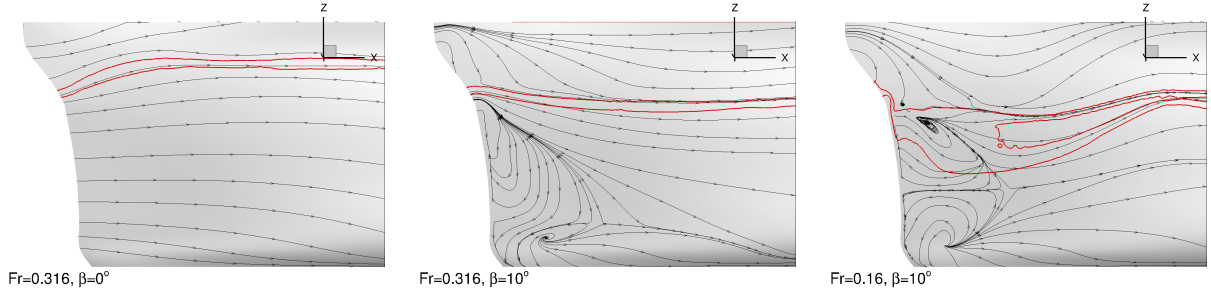 Z
Y
X
Z
Y
X
Z
Y
X
Fr=0.316, β=0°
Fr=0.316, β=10°
Fr=0.16, β=10°